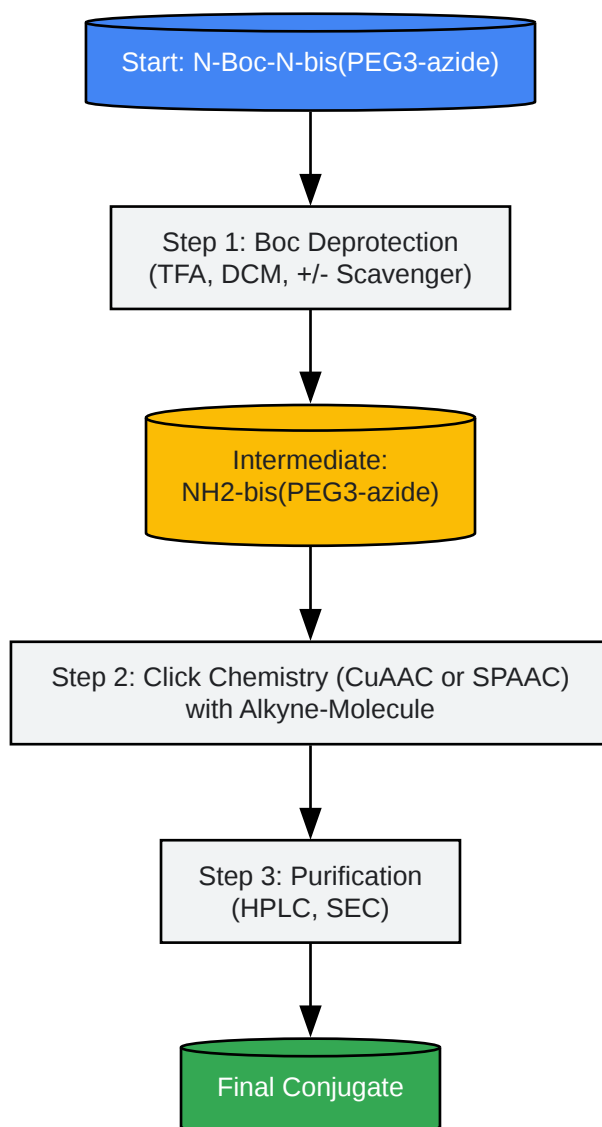 Start: N-Boc-N-bis(PEG3-azide)
Step 1: Boc Deprotection
(TFA, DCM, +/- Scavenger)
Intermediate:
NH2-bis(PEG3-azide)
Step 2: Click Chemistry (CuAAC or SPAAC)
with Alkyne-Molecule
Step 3: Purification
(HPLC, SEC)
Final Conjugate